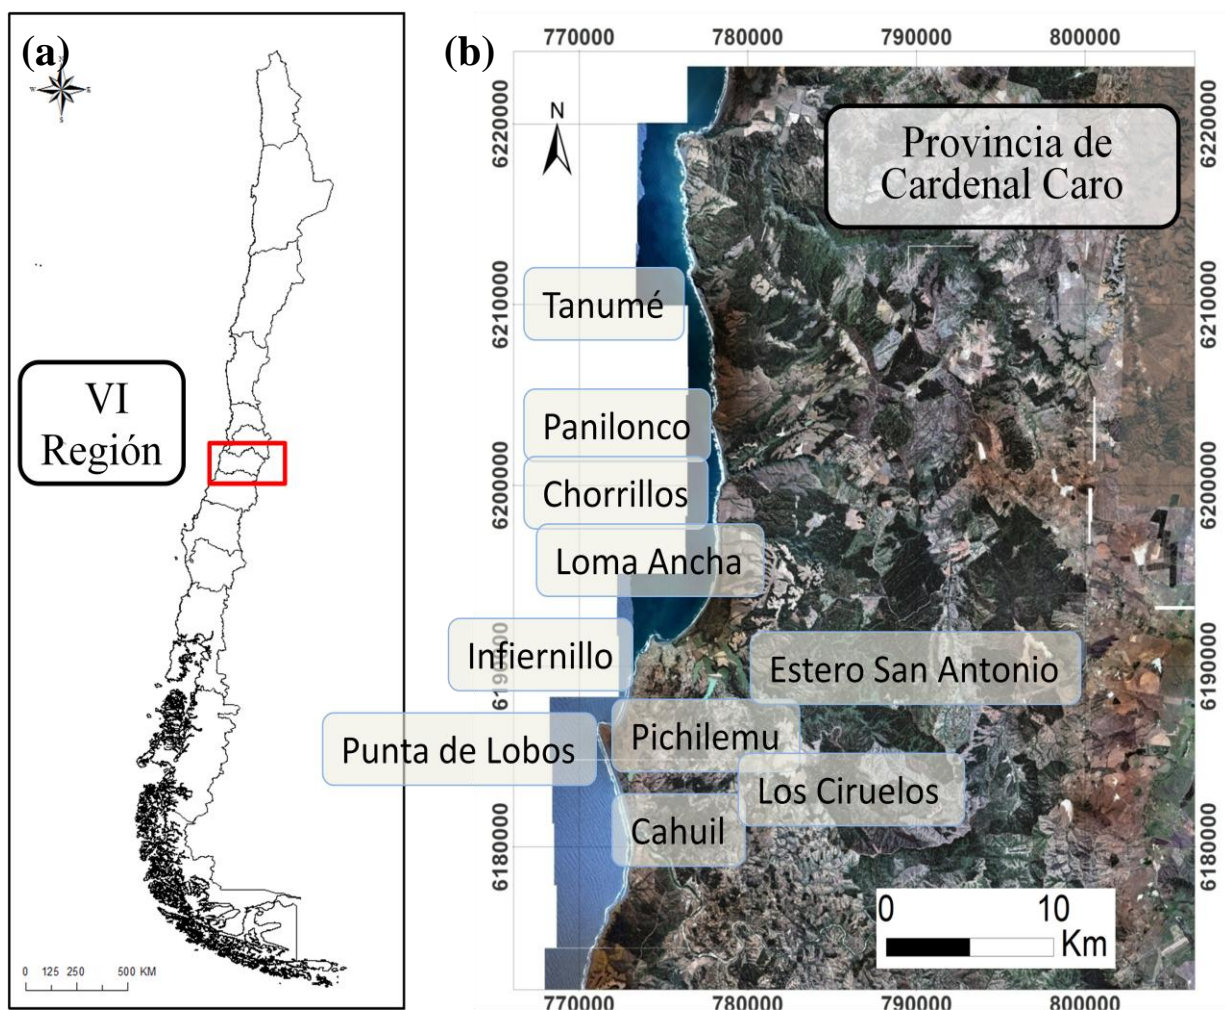 (a)
N
W
E
S
VI
Región
0 125 250 500 KM
(b)
770000 780000 790000 800000
6220000
6210000
6200000
6190000
6180000
N
Provincia de
Cardenal Caro
Tanumé
Panilonco
Chorrillos
Loma Ancha
Infiernillo
Estero San Antonio
Punta de Lobos
Pichilemu
Los Ciruelos
Cahuil
0 10
Km
6220000
6210000
6200000
6190000
6180000
770000 780000 790000 800000